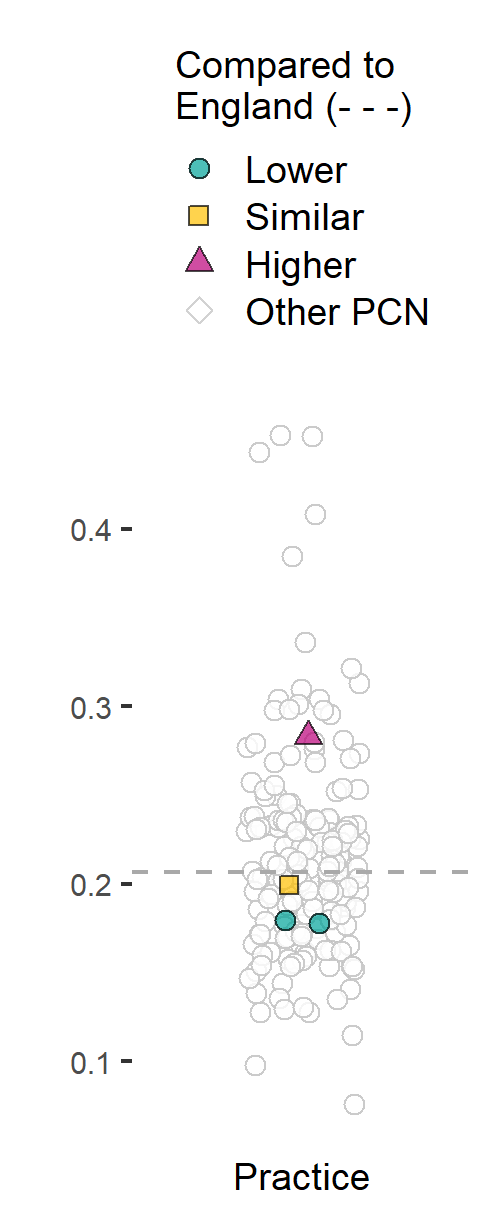 Compared to
England (- - -)
Lower
Similar
Higher
Other PCN
0.4
0.3
0.2
0.1
Practice